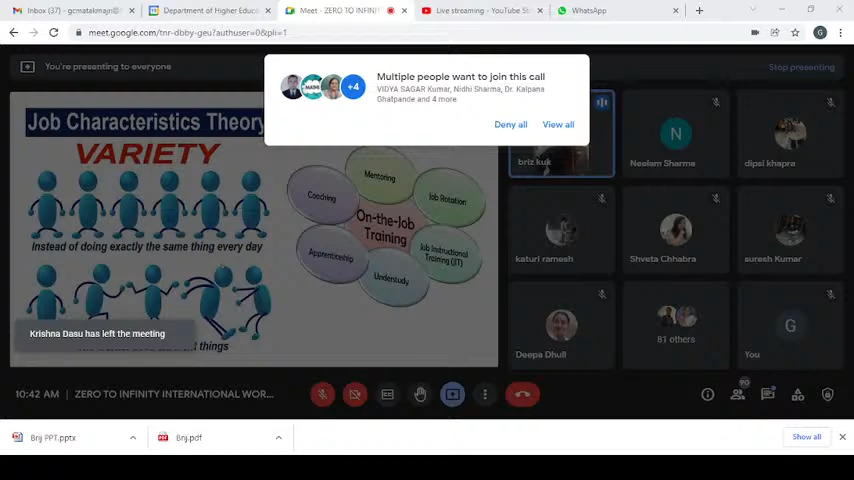 Inbox (37) - gcmatakmajri@
Department of Higher Educ
Meet - ZERO TO INFINI
Live streaming - YouTube St
WhatsApp
meet.google.com/tnr-dbby-geu?authuser=0&pli=1
G
You're presenting to everyone
Stop presenting
Multiple people want to join this call
VIDYA SAGAR Kumar, Nidhi Sharma, Dr. Kalpana
Ghatpande and 4 more
+4
Deny all
View all
Job Characteristics Theory
VARIETY
Instead of doing exactly the same thing every day
things
On-the-Job
Training
Mentoring
Job Rotation
Job Instructional
Training (JIT)
Understudy
Apprenticeship
Coaching
briz kuk
N
Neelam Sharma
dipsi khapra
katuri ramesh
Shveta Chhabra
suresh Kumar
Deepa Dhull
81 others
G
You
Krishna Dasu has left the meeting
10:42 AM | ZERO TO INFINITY INTERNATIONAL WOR...
90
Brij PPT.pptx
Brij.pdf
Show all